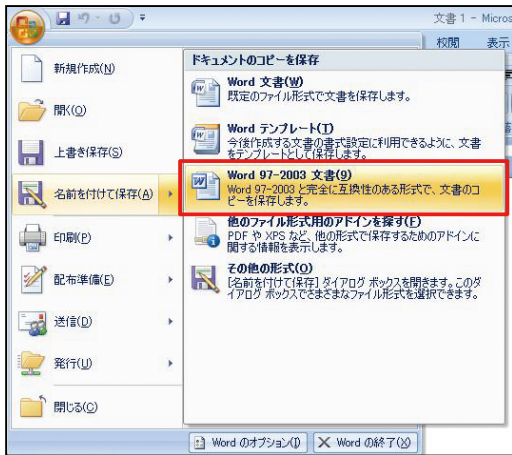 文書 1 - Micros
校閲 表示
新規作成(N)
開く(O)
上書き保存(S)
名前を付けて保存(A)
印刷(P)
配布準備(E)
送信(D)
発行(U)
閉じる(C)
ドキュメントのコピーを保存
Word 文書(W)
既定のファイル形式で文書を保存します。
Word テンプレート(T)
今後作成する文書の書式設定に利用できるように、文書
をテンプレートとして保存します。
Word 97-2003 文書(9)
Word 97-2003 と完全に互換性のある形式で、文書のコ
ピーを保存します。
他のファイル形式用のアドインを探す(F)
PDF や XPS など、他の形式で保存するためのアドインに
関する情報を表示します。
その他の形式(O)
[名前を付けて保存] ダイアログ ボックスを開きます。このダ
イアログ ボックスでさまざまなファイル形式を選択できます。
Word のオプション(I)
Word の終了(X)